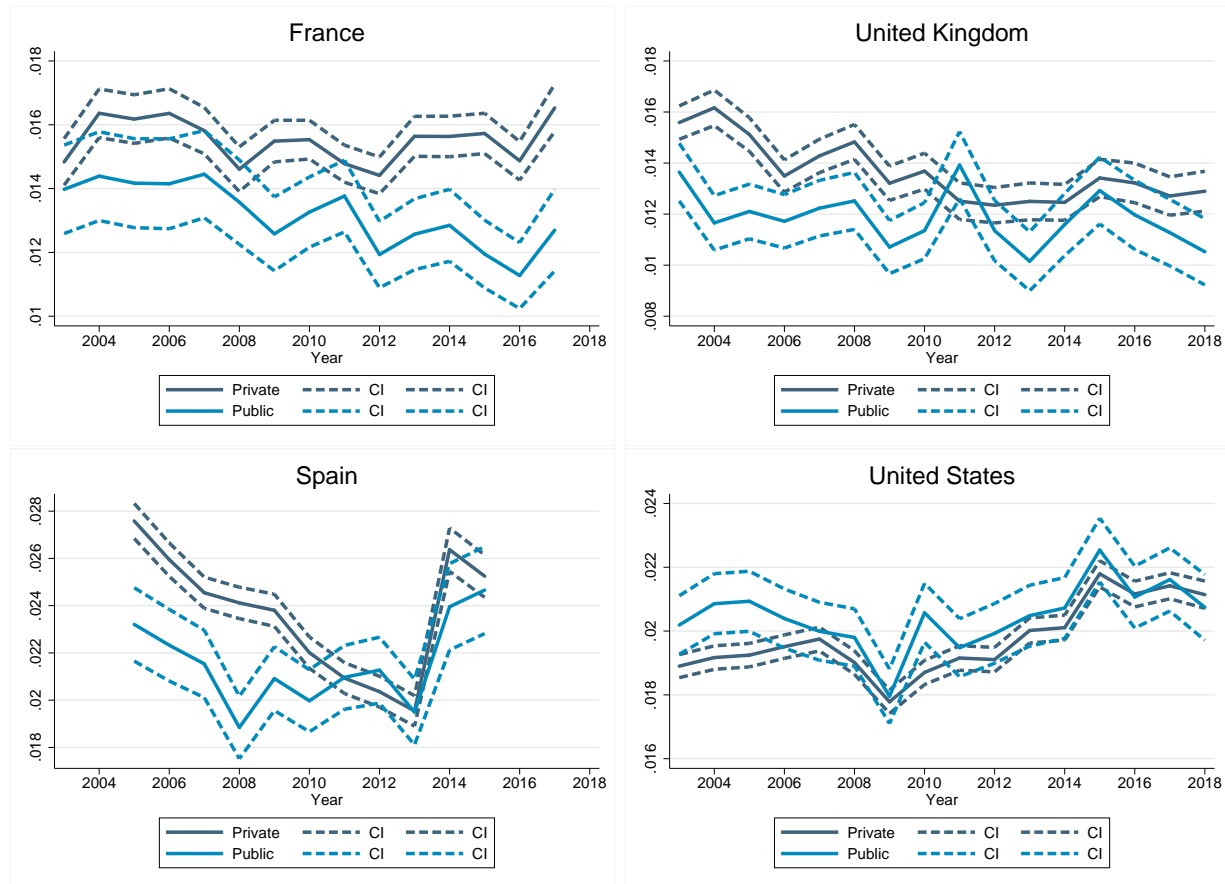 France
.018
.016
.014
.012
.01
2004 2006 2008 2010 2012 2014 2016 2018
Year
Private CI CI
Public CI CI
United Kingdom
.018
.016
.014
.012
.01
.008
2004 2006 2008 2010 2012 2014 2016 2018
Year
Private CI CI
Public CI CI
Spain
.028
.026
.024
.022
.02
.018
2004 2006 2008 2010 2012 2014 2016 2018
Year
Private CI CI
Public CI CI
United States
.024
.022
.02
.018
.016
2004 2006 2008 2010 2012 2014 2016 2018
Year
Private CI CI
Public CI CI